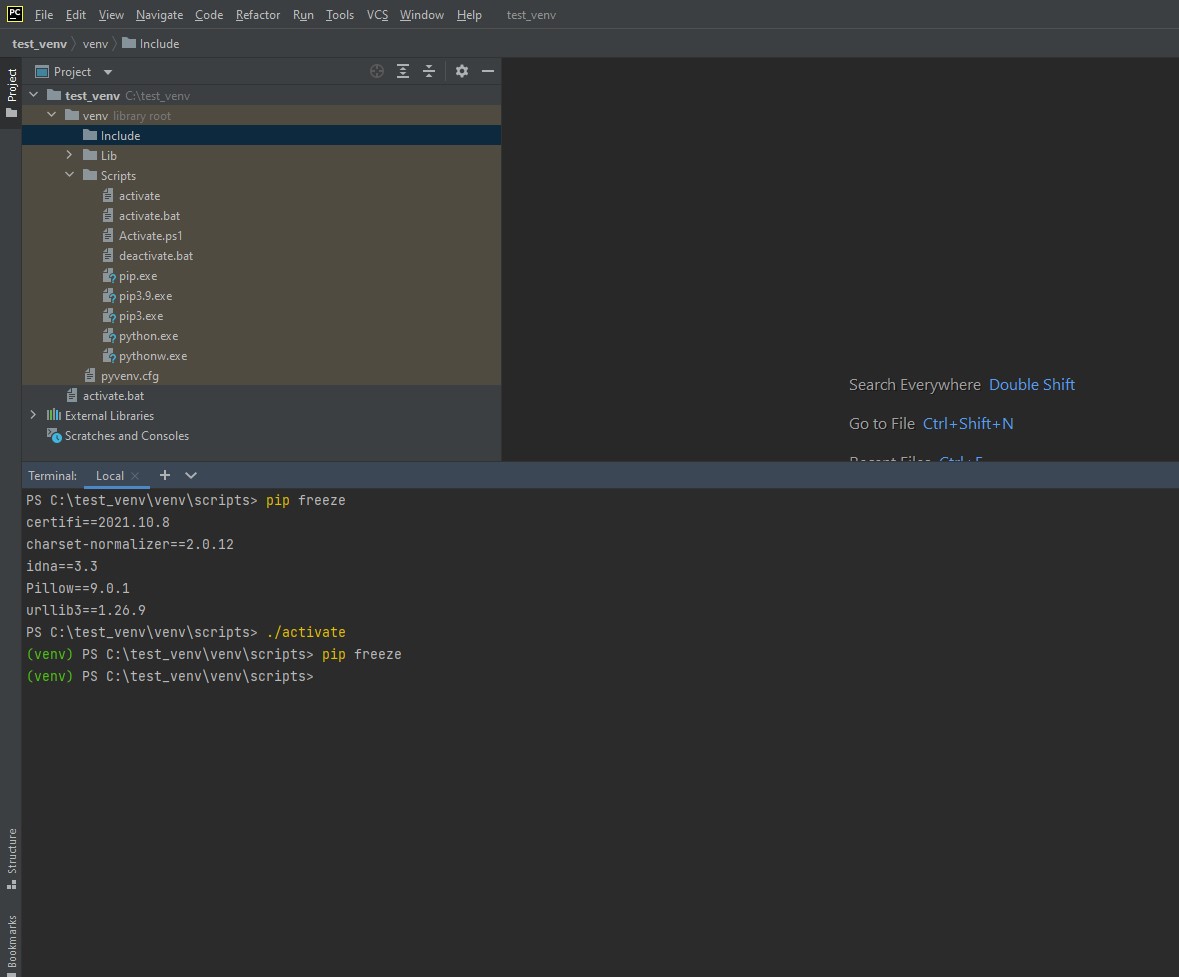 PC File Edit View Navigate Code Refactor Run Tools VCS Window Help test_venv
test_venv venv Include
Project
Project
test_venv C:\test_venv
venv library root
Include
Lib
Scripts
activate
activate.bat
Activate.ps1
deactivate.bat
pip.exe
pip3.9.exe
pip3.exe
python.exe
pythonw.exe
pyvenv.cfg
activate.bat
External Libraries
Scratches and Consoles
Search Everywhere Double Shift
Go to File Ctrl+Shift+N
Recent Files Ctrl+E
Terminal: Local × + 
PS C:\test_venv\venv\scripts> pip freeze
certifi==2021.10.8
charset-normalizer==2.0.12
idna==3.3
Pillow==9.0.1
urllib3==1.26.9
PS C:\test_venv\venv\scripts> ./activate
(venv) PS C:\test_venv\venv\scripts> pip freeze
(venv) PS C:\test_venv\venv\scripts>
Structure
Bookmarks